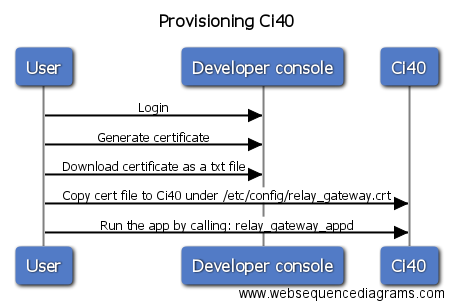 Provisioning Ci40
User
Developer console
Ci40
Login
Generate certificate
Download certificate as a txt file
Copy cert file to Ci40 under /etc/config/relay_gateway.crt
Run the app by calling: relay_gateway_appd
User
Developer console
Ci40
www.websequencediagrams.com